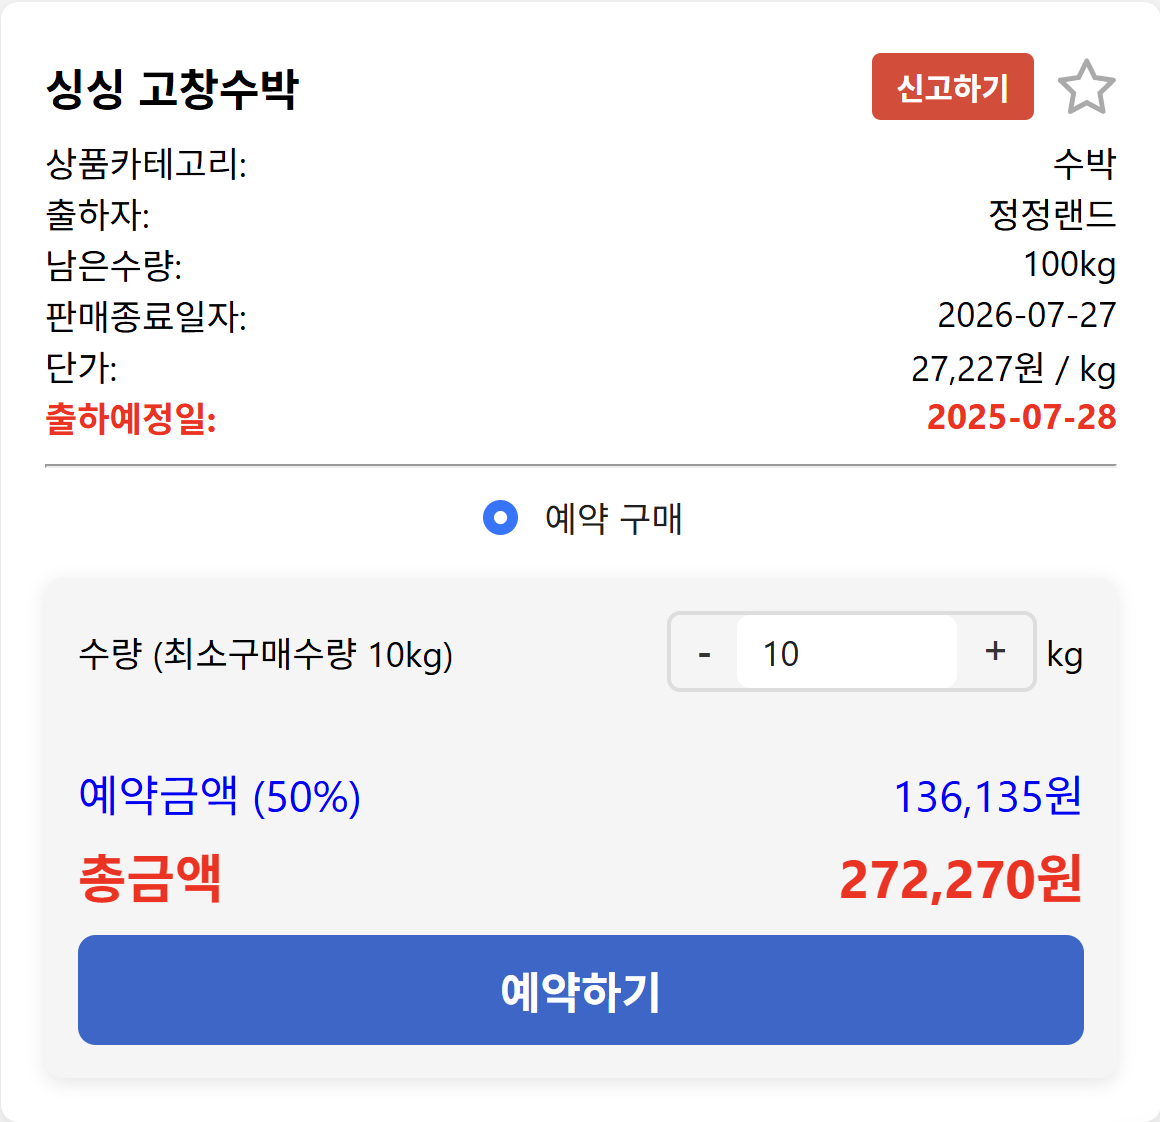 싱싱 고창수박 신고하기
상품카테고리: 수박
출하자: 정정랜드
남은수량: 100kg
판매종료일자: 2026-07-27
단가: 27,227원 / kg
출하예정일: 2025-07-28
예약 구매
수량 (최소구매수량 10kg) - 10 + kg
예약금액 (50%) 136,135원
총금액 272,270원
예약하기